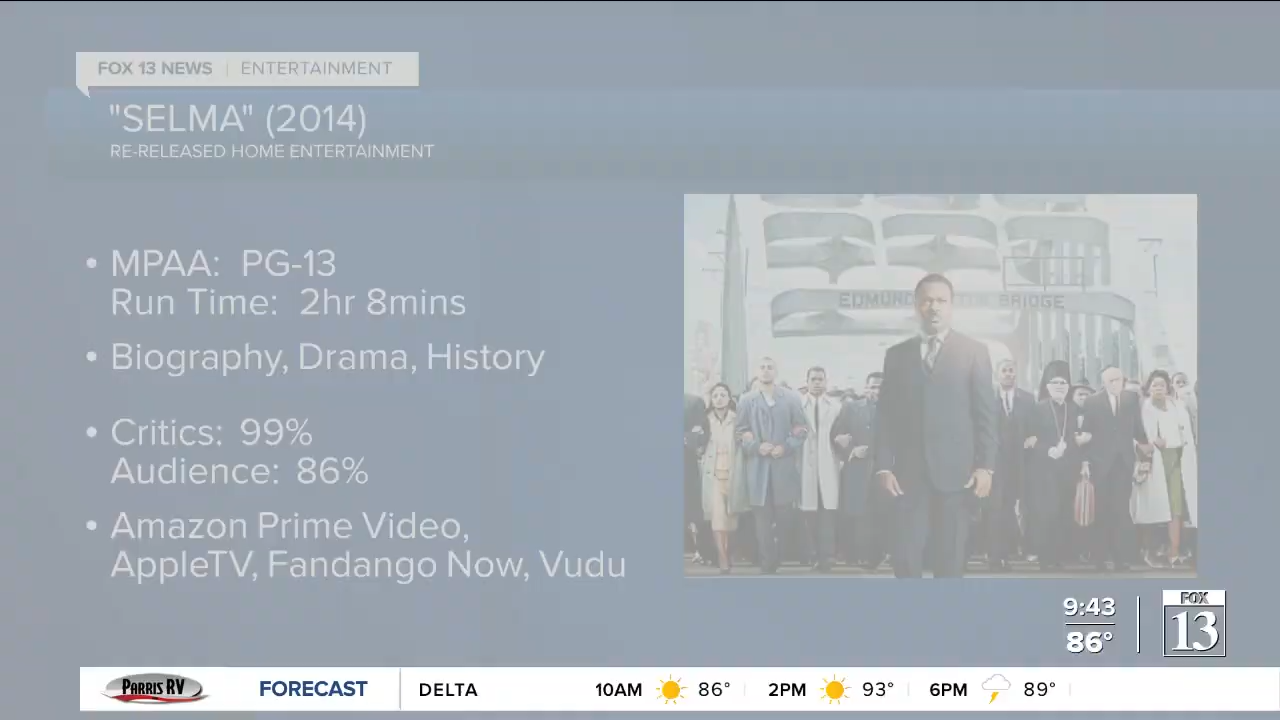 FOX 13 NEWS | ENTERTAINMENT
"SELMA" (2014)
RE-RELEASED HOME ENTERTAINMENT
• MPAA: PG-13
Run Time: 2hr 8mins
• Biography, Drama, History
• Critics: 99%
Audience: 86%
• Amazon Prime Video,
AppleTV, Fandango Now, Vudu
EDMUND BRIDGE
9:43
86°
FOX
13
PARRIS RV FORECAST DELTA 10AM 86° 2PM 93° 6PM 89°